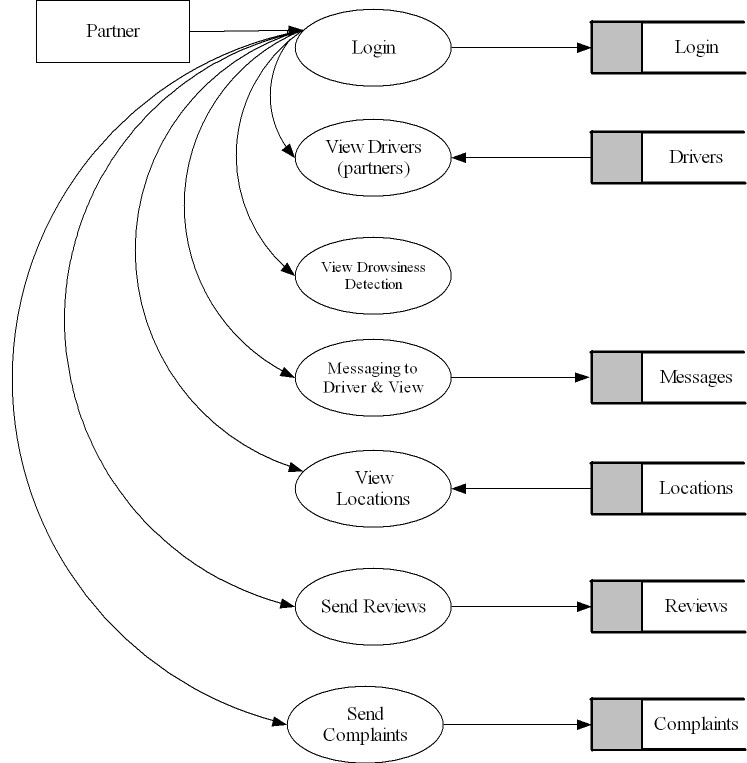 Partner
Login
Login
View Drivers
(partners)
Drivers
View Drowsiness
Detection
Messaging to
Driver & View
Messages
View
Locations
Locations
Send Reviews
Reviews
Send
Complaints
Complaints